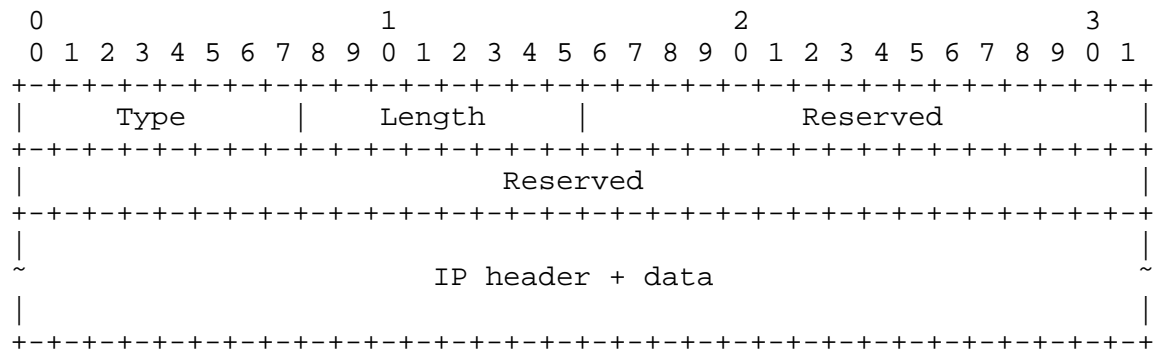 0                   1                   2                   3
 0 1 2 3 4 5 6 7 8 9 0 1 2 3 4 5 6 7 8 9 0 1 2 3 4 5 6 7 8 9 0 1
+-+-+-+-+-+-+-+-+-+-+-+-+-+-+-+-+-+-+-+-+-+-+-+-+-+-+-+-+-+-+-+-+
|     Type      |    Length     |            Reserved           |
+-+-+-+-+-+-+-+-+-+-+-+-+-+-+-+-+-+-+-+-+-+-+-+-+-+-+-+-+-+-+-+-+
|                           Reserved                            |
+-+-+-+-+-+-+-+-+-+-+-+-+-+-+-+-+-+-+-+-+-+-+-+-+-+-+-+-+-+-+-+-+
|                                                               |
~                       IP header + data                        ~
|                                                               |
+-+-+-+-+-+-+-+-+-+-+-+-+-+-+-+-+-+-+-+-+-+-+-+-+-+-+-+-+-+-+-+-+